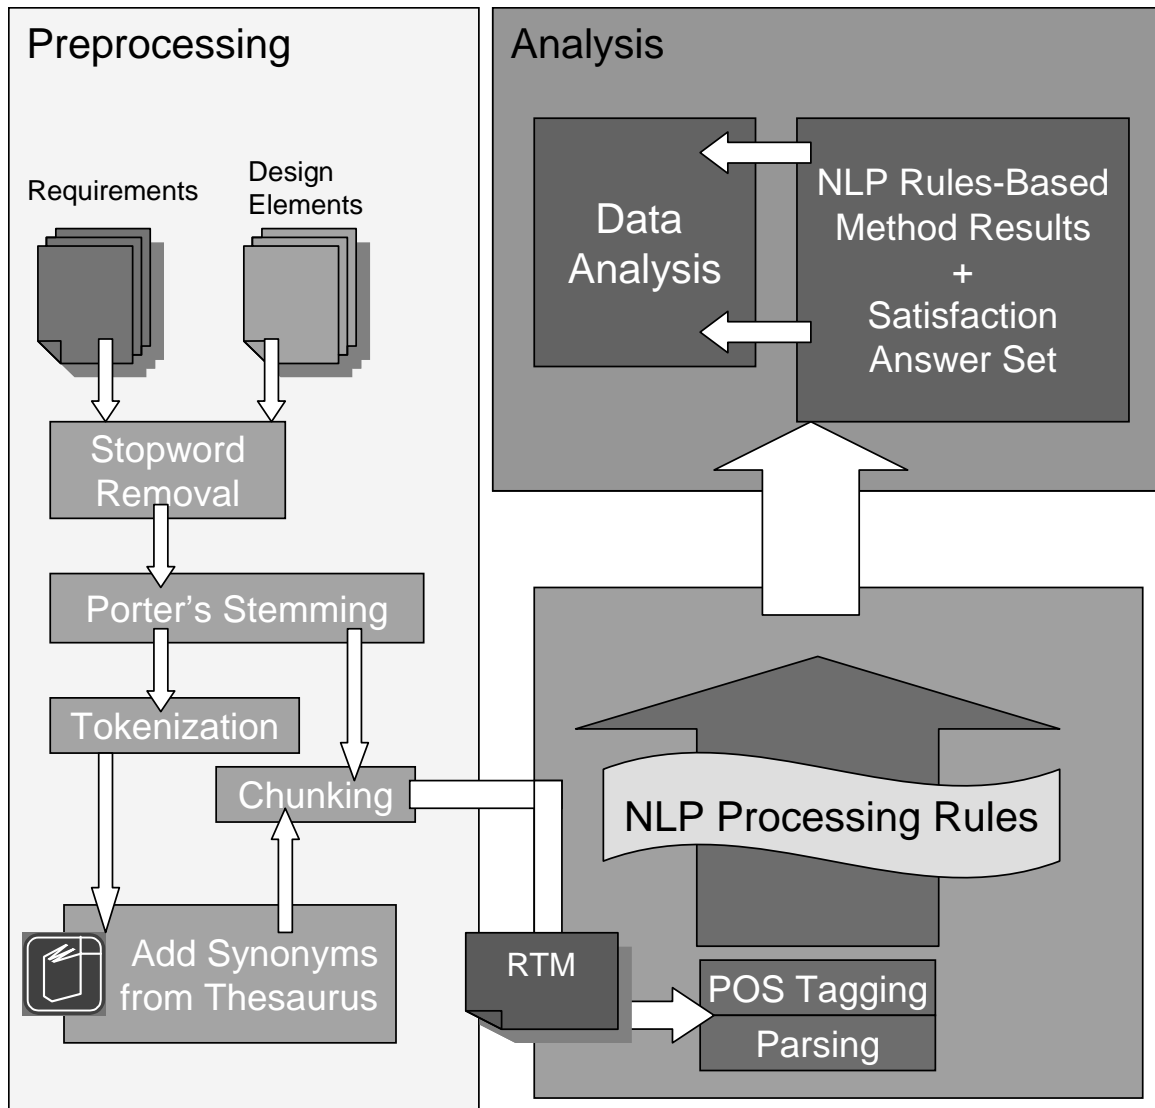 Preprocessing
Requirements
Design
Elements
Stopword
Removal
Porter's Stemming
Tokenization
Chunking
Add Synonyms
from Thesaurus
Analysis
Data
Analysis
NLP Rules-Based
Method Results
+
Satisfaction
Answer Set
NLP Processing Rules
RTM
POS Tagging
Parsing